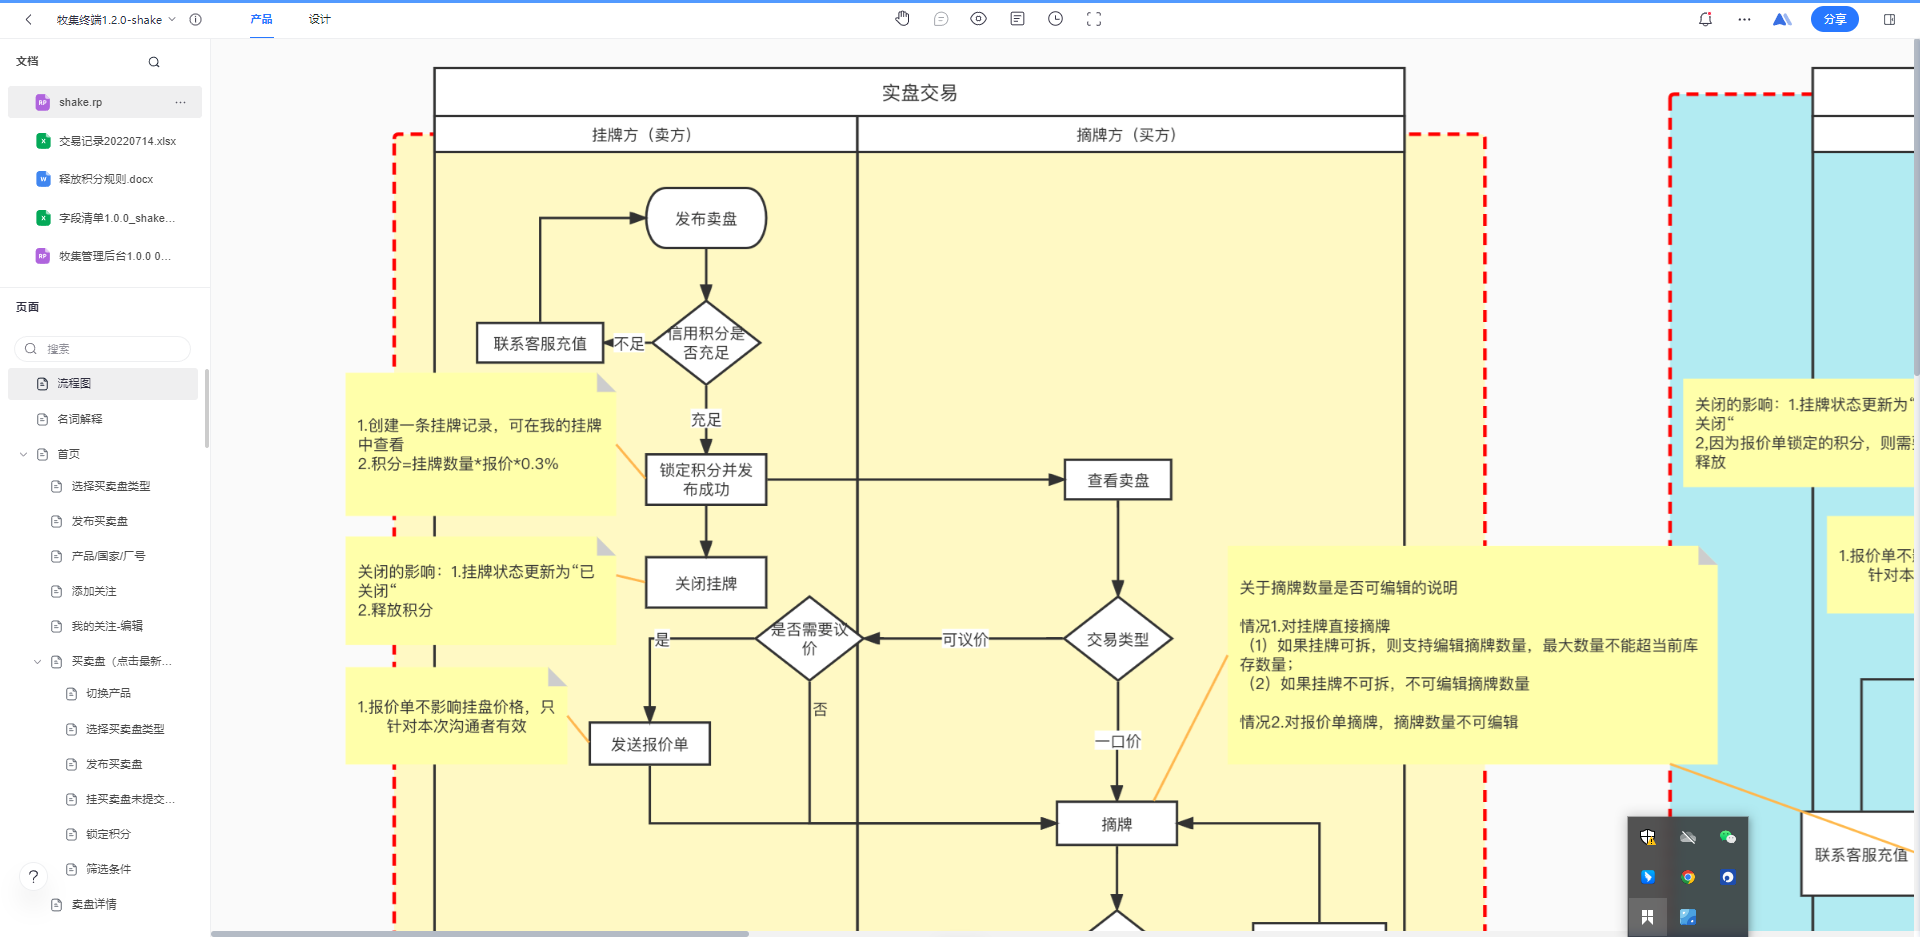 牧集终端1.2.0-shake
产品
设计
分享
文档
shake.rp
交易记录20220714.xlsx
释放积分规则.docx
字段清单1.0.0_shake...
牧集管理后台1.0.0 0...
页面
搜索
流程图
名词解释
首页
选择买卖盘类型
发布买卖盘
产品/国家/厂号
添加关注
我的关注-编辑
买卖盘（点击最新...
切换产品
选择买卖盘类型
发布买卖盘
挂买卖盘未提交...
锁定积分
筛选条件
卖盘详情
?
实盘交易
挂牌方（卖方）
摘牌方（买方）
发布卖盘
信用积分是
否充足
不足
联系客服充值
充足
1.创建一条挂牌记录，可在我的挂牌
中查看
2.积分=挂牌数量*报价*0.3%
锁定积分并发
布成功
查看卖盘
关闭的影响：1.挂牌状态更新为“已
关闭“
2.释放积分
关闭挂牌
是否需要议
价
可议价
交易类型
是
否
1.报价单不影响挂盘价格，只
针对本次沟通者有效
发送报价单
一口价
摘牌
关于摘牌数量是否可编辑的说明
情况1.对挂牌直接摘牌
（1）如果挂牌可拆，则支持编辑摘牌数量，最大数量不能超当前库
存数量；
（2）如果挂牌不可拆，不可编辑摘牌数量
情况2.对报价单摘牌，摘牌数量不可编辑
关闭的影响：1.挂牌状态更新为“
关闭“
2,因为报价单锁定的积分，则需
释放
1.报价单不
针对本
联系客服充值